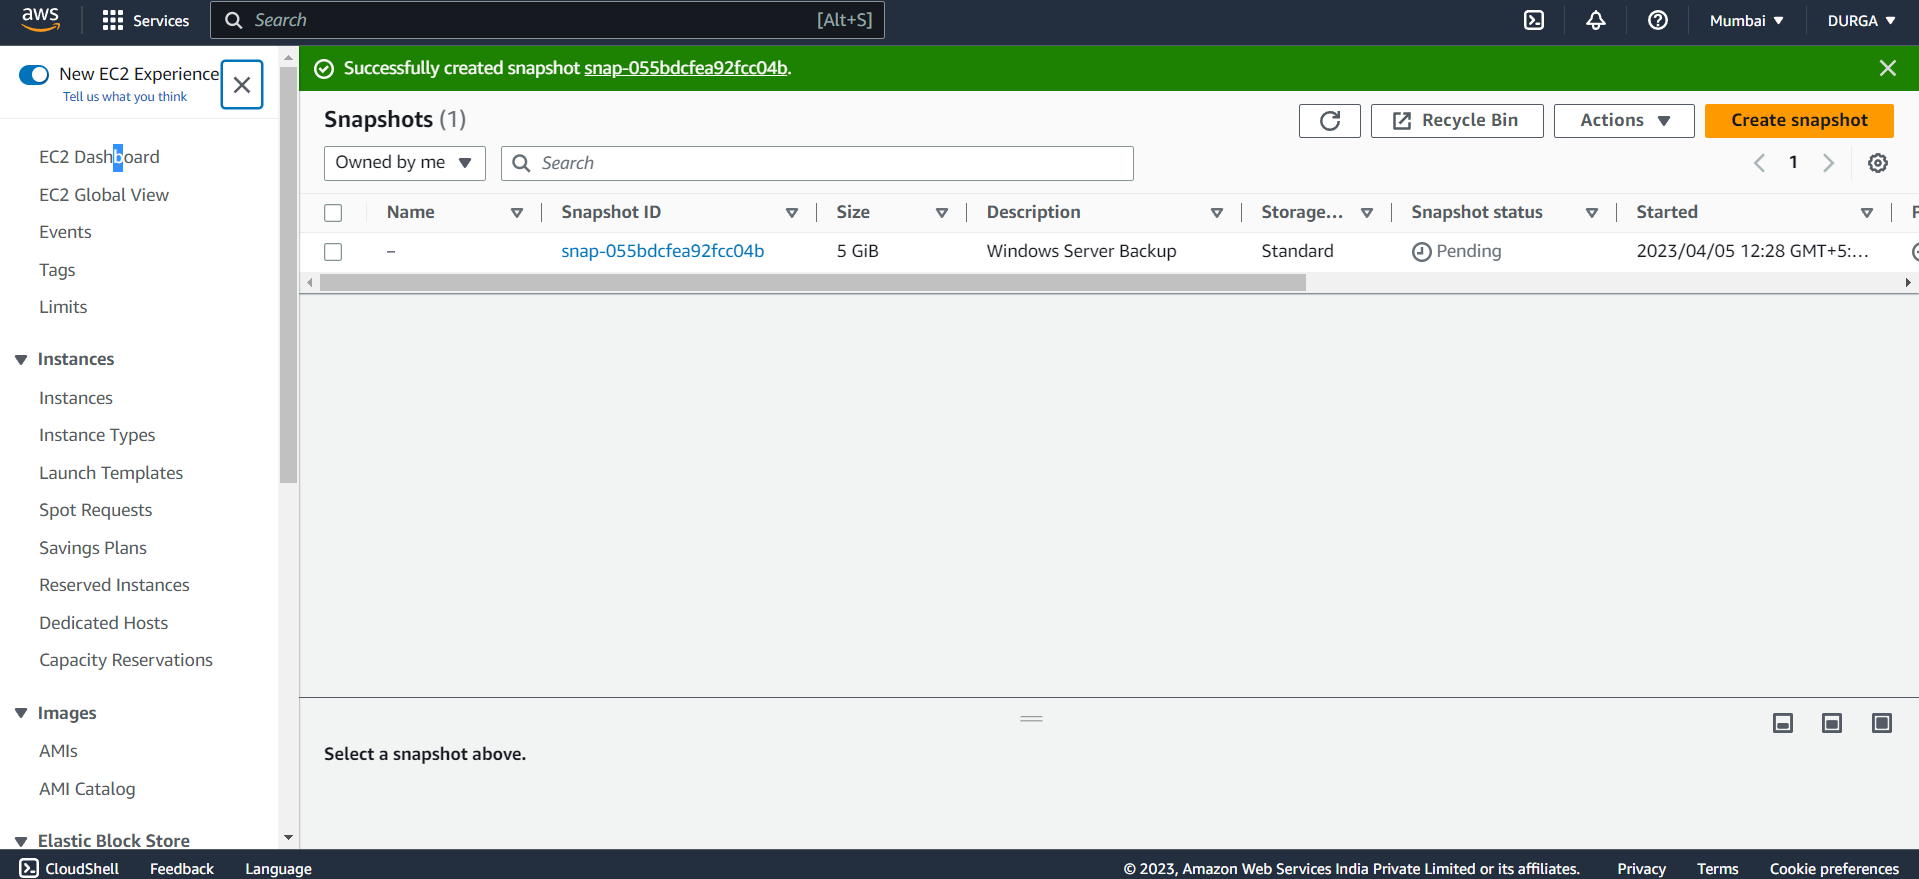 aws Services Search [Alt+S] Mumbai DURGA
New EC2 Experience
Tell us what you think
EC2 Dashboard
EC2 Global View
Events
Tags
Limits
Instances
Instances
Instance Types
Launch Templates
Spot Requests
Savings Plans
Reserved Instances
Dedicated Hosts
Capacity Reservations
Images
AMIs
AMI Catalog
Elastic Block Store
Successfully created snapshot snap-055bdcfea92fcc04b.
Snapshots (1) Recycle Bin Actions Create snapshot
Owned by me Search 1
Name Snapshot ID Size Description Storage... Snapshot status Started
– snap-055bdcfea92fcc04b 5 GiB Windows Server Backup Standard Pending 2023/04/05 12:28 GMT+5:...
Select a snapshot above.
CloudShell Feedback Language © 2023, Amazon Web Services India Private Limited or its affiliates. Privacy Terms Cookie preferences